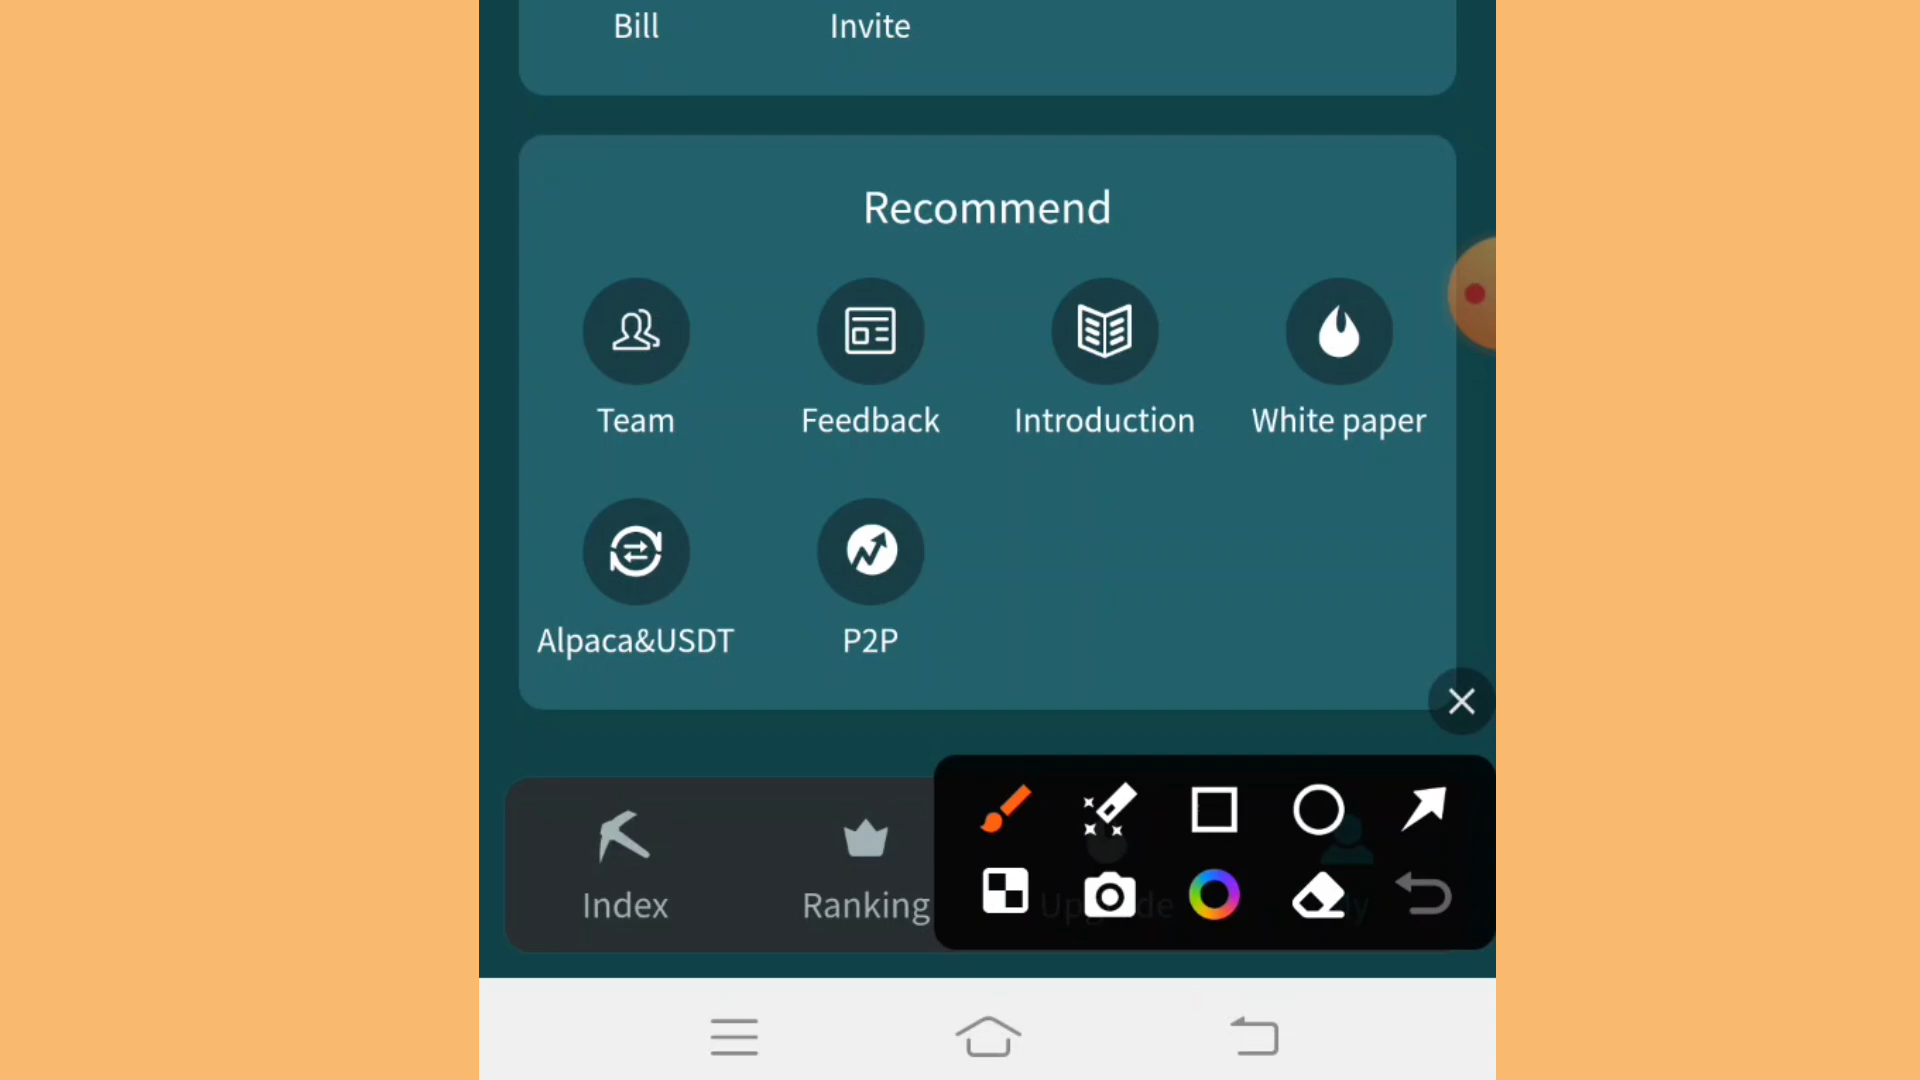 Bill Invite
Recommend
Team Feedback Introduction White paper
Alpaca&USDT P2P
Index Ranking